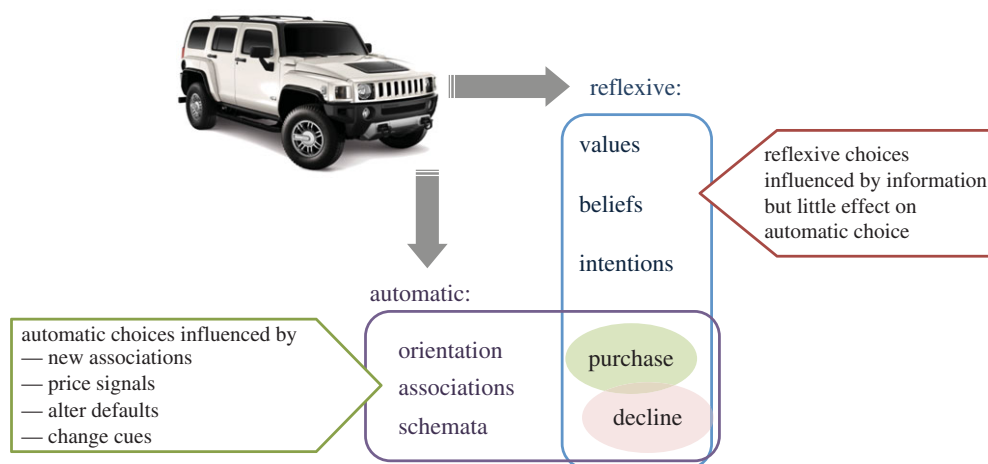 reflexive:
values
beliefs
intentions
reflexive choices
influenced by information
but little effect on
automatic choice
automatic:
orientation
associations
schemata
purchase
decline
automatic choices influenced by
— new associations
— price signals
— alter defaults
— change cues